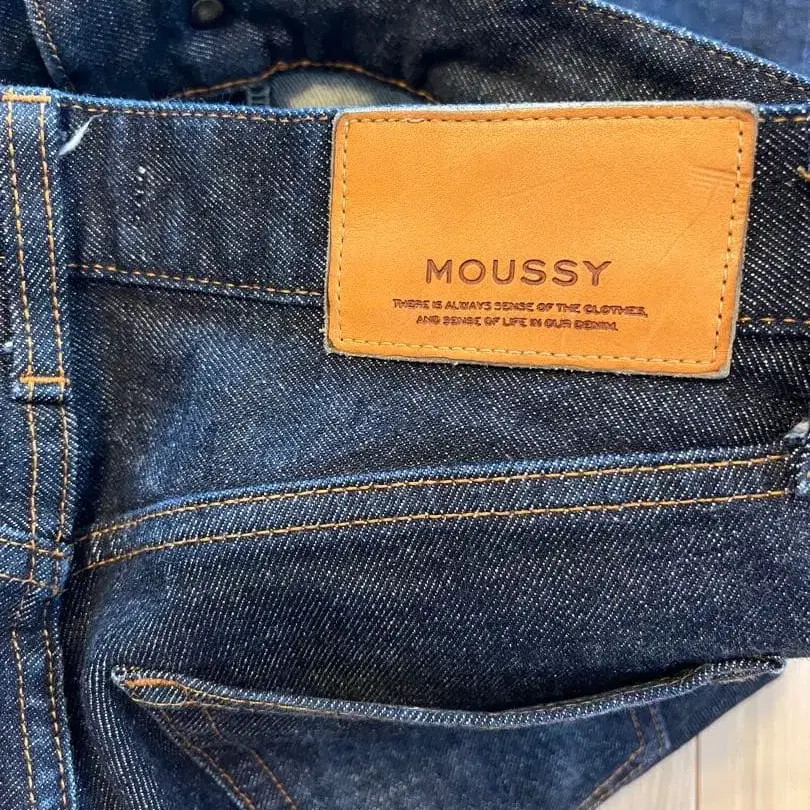 MOUSSY
THERE IS ALWAYS SENSE OF THE CLOTHES,
AND SENSE OF LIFE IN OUR DENIM.